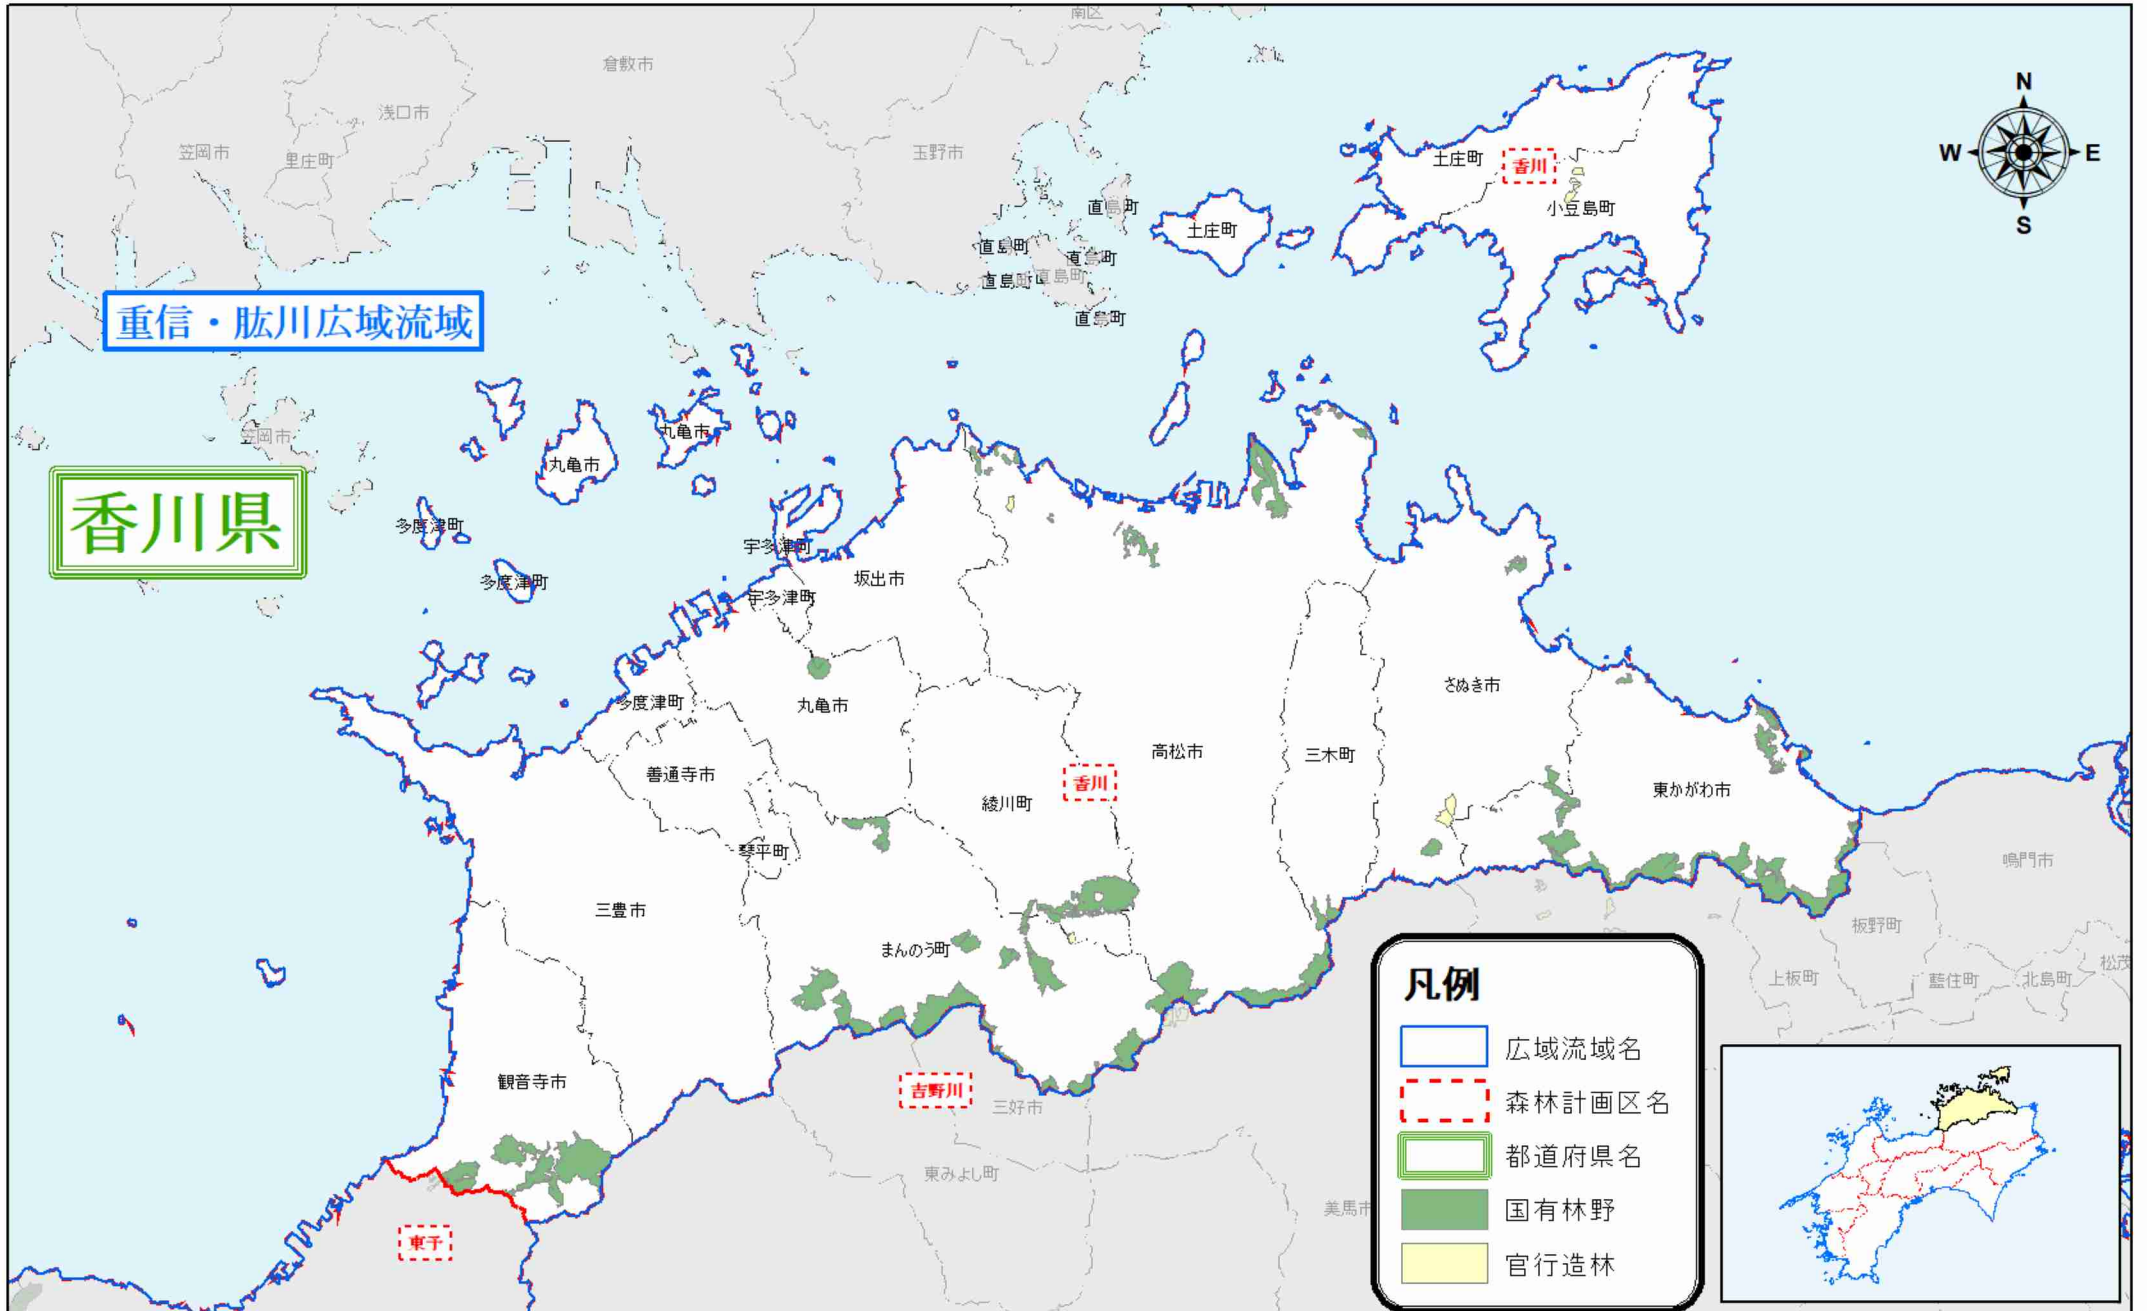 南区
倉敷市
浅口市
笠岡市
里庄町
玉野市
N
W
E
S
土庄町
香川
小豆島町
直島町
土庄町
直島町
直島町
直島町
直島町
直島町
重信・肱川広域流域
笠岡市
丸亀市
丸亀市
香川県
多度津町
宇多津町
多度津町
坂出市
宇多津町
さぬき市
多度津町
丸亀市
高松市
三木町
善通寺市
香川
綾川町
東かがわ市
琴平町
鳴門市
三豊市
まんのう町
板野町
松茂
上板町
藍住町
北島町
観音寺市
吉野川
三好市
東みよし町
美馬市
東予
凡例
広域流域名
森林計画区名
都道府県名
国有林野
官行造林